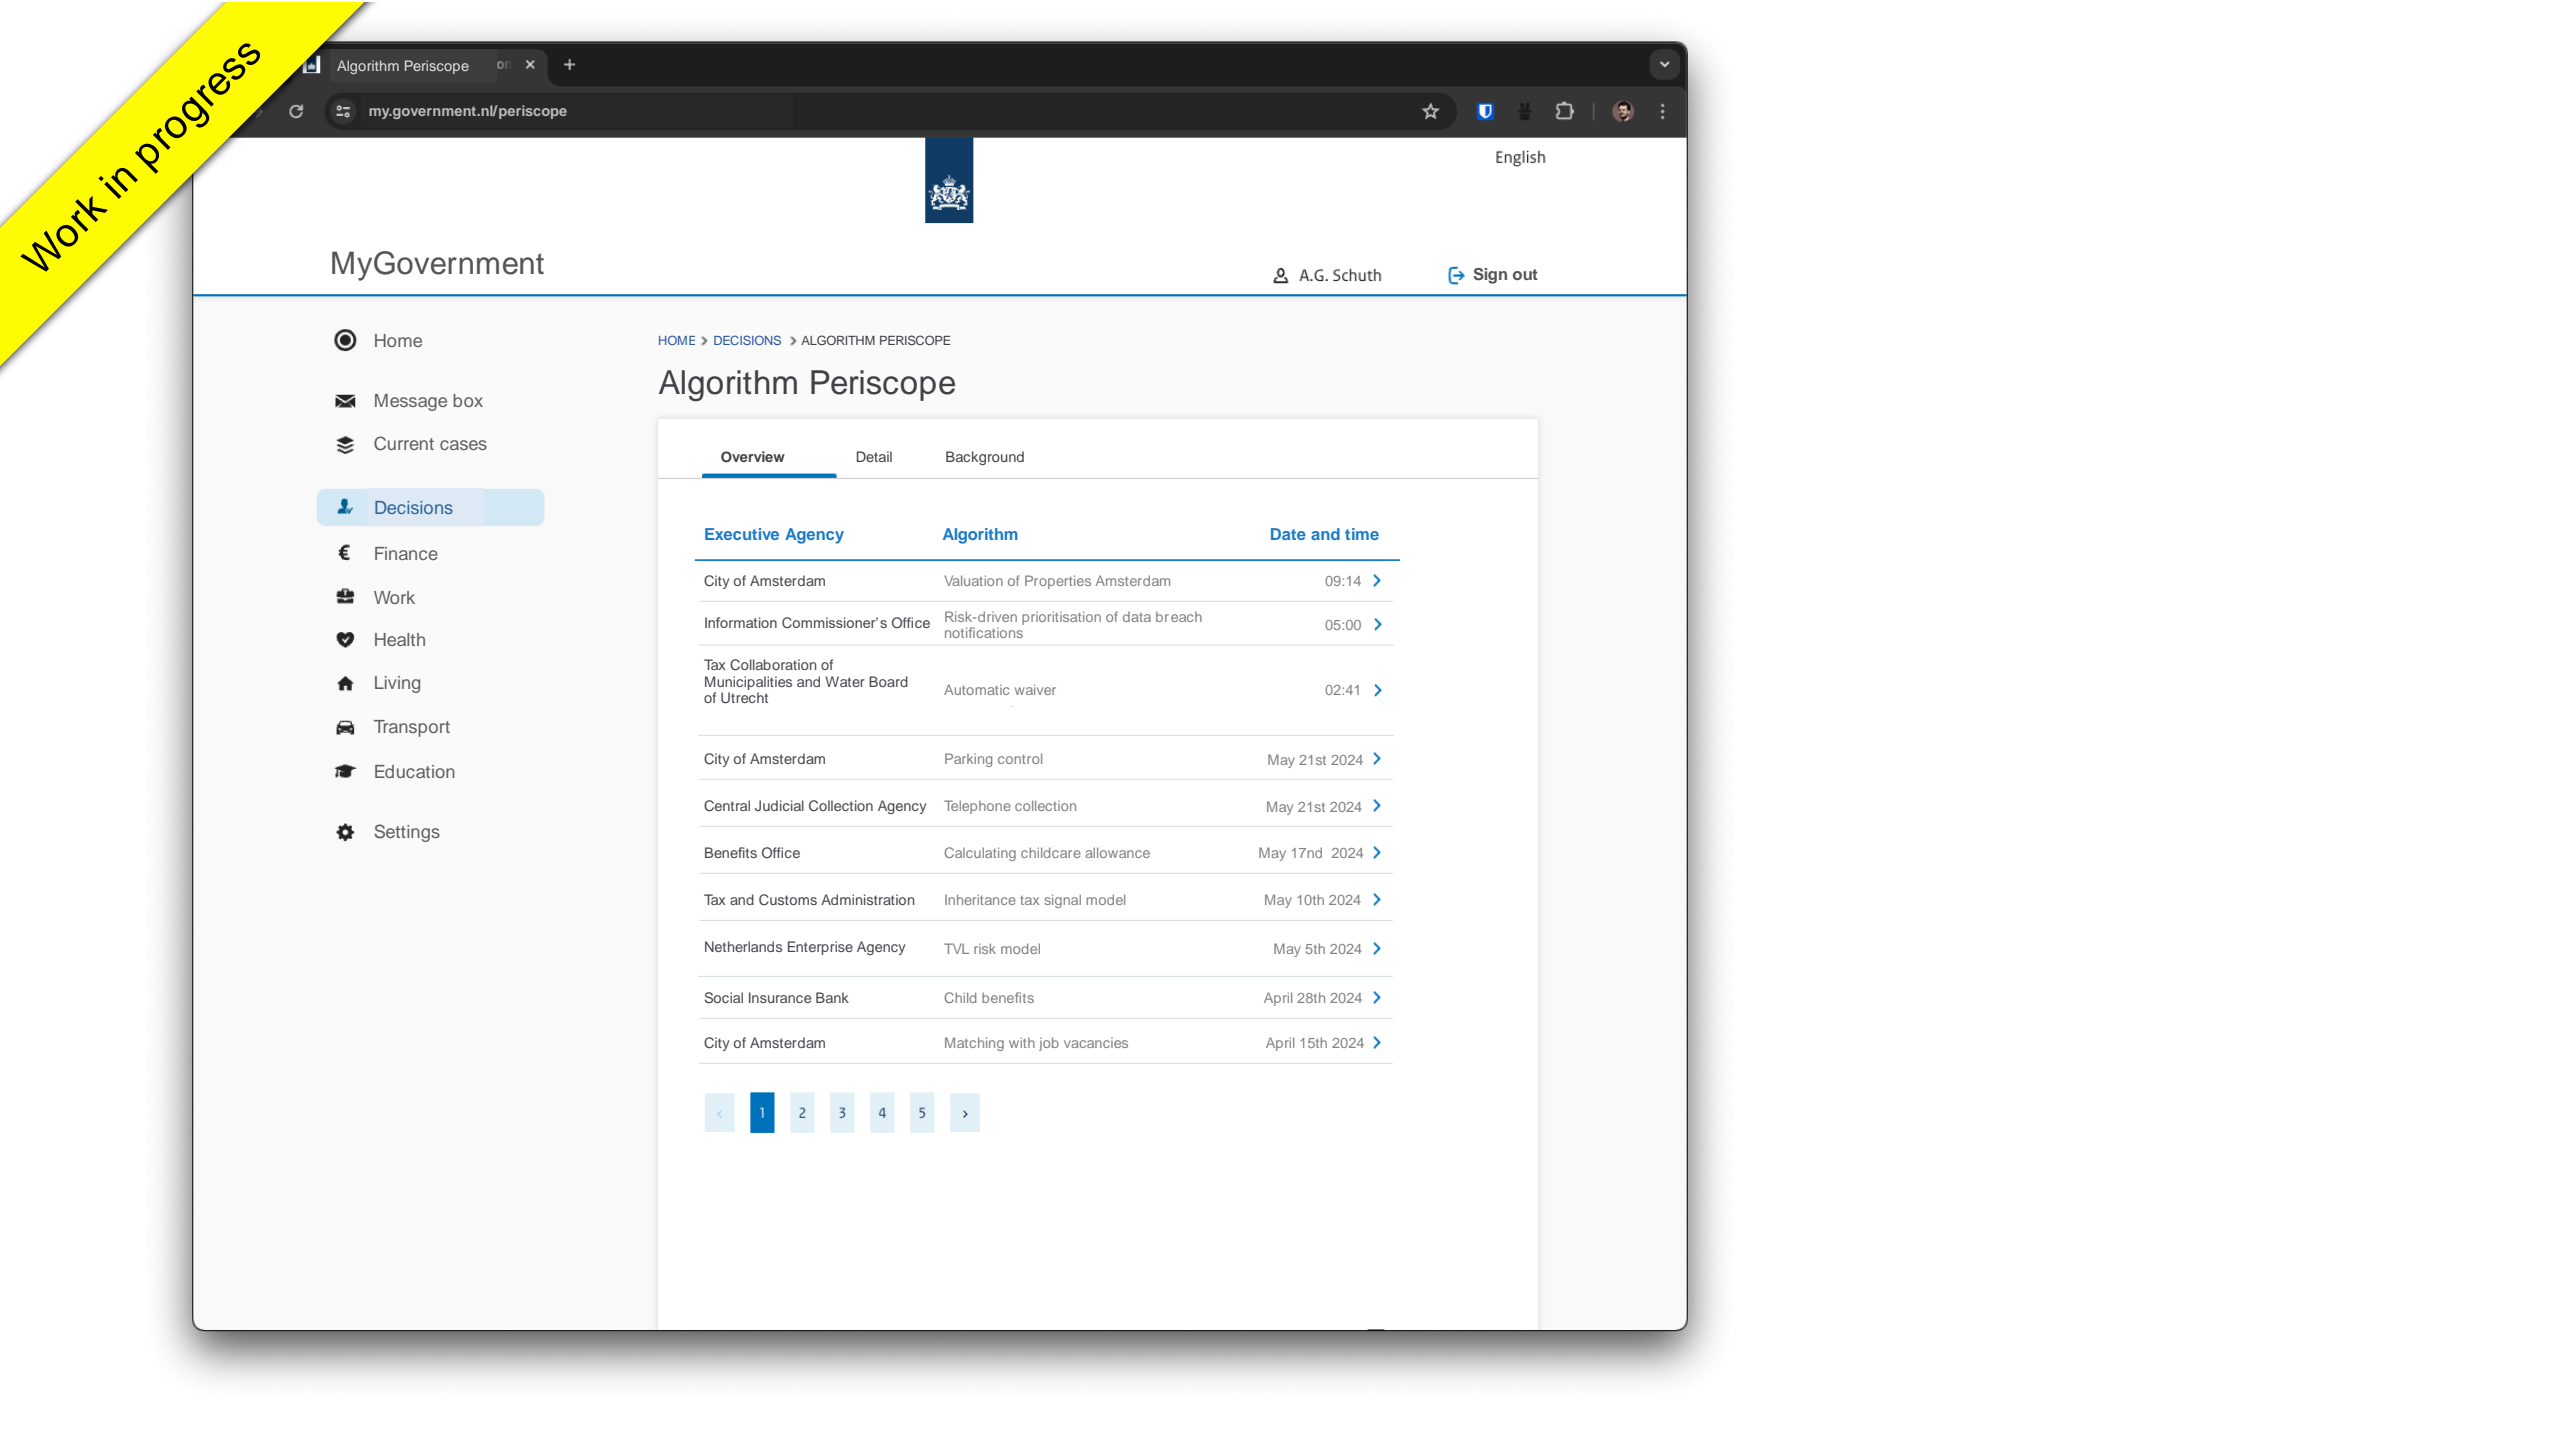 Work in progress
Algorithm Periscope
my.government.nl/periscope
English
MyGovernment
A.G. Schuth
Sign out
Home
Message box
Current cases
Decisions
Finance
Work
Health
Living
Transport
Education
Settings
HOME > DECISIONS > ALGORITHM PERISCOPE
Algorithm Periscope
Overview Detail Background
Executive Agency Algorithm Date and time
City of Amsterdam Valuation of Properties Amsterdam 09:14
Information Commissioner's Office Risk-driven prioritisation of data breach
notifications 05:00
Tax Collaboration of
Municipalities and Water Board
of Utrecht
Automatic waiver 02:41
City of Amsterdam Parking control May 21st 2024
Central Judicial Collection Agency Telephone collection May 21st 2024
Benefits Office Calculating childcare allowance May 17nd 2024
Tax and Customs Administration Inheritance tax signal model May 10th 2024
Netherlands Enterprise Agency TVL risk model May 5th 2024
Social Insurance Bank Child benefits April 28th 2024
City of Amsterdam Matching with job vacancies April 15th 2024
‹ 1 2 3 4 5 ›